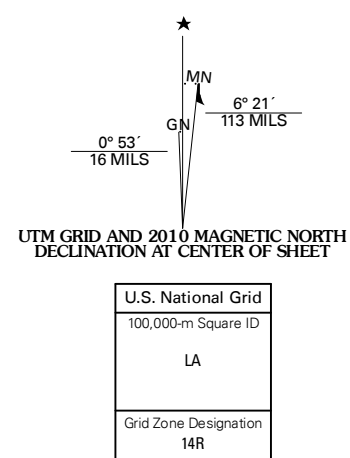 MN
6° 21´
113 MILS
GN
0° 53´
16 MILS
UTM GRID AND 2010 MAGNETIC NORTH
DECLINATION AT CENTER OF SHEET
U.S. National Grid
100,000-m Square ID
LA
Grid Zone Designation
14R